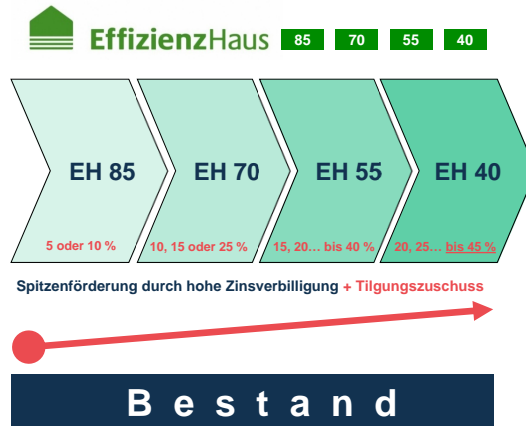 EffizienzHaus 85 70 55 40
EH 85 EH 70 EH 55 EH 40
5 oder 10 % 10, 15 oder 25 % 15, 20... bis 40 % 20, 25... bis 45 %
Spitzenförderung durch hohe Zinsverbilligung + Tilgungszuschuss
Bestand